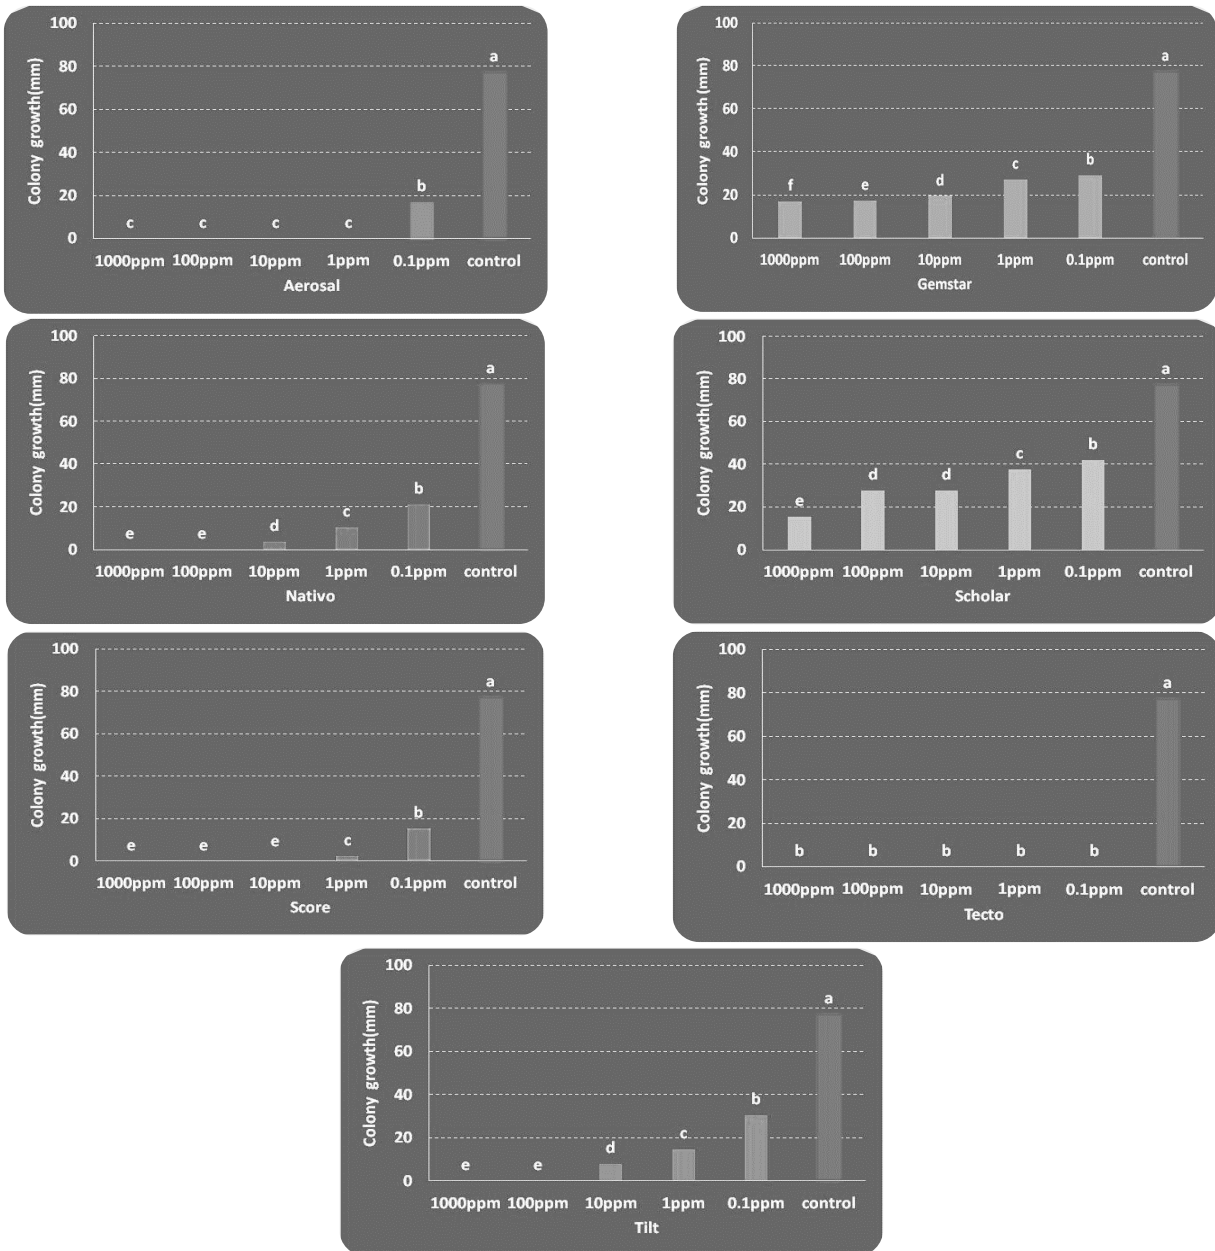 100
80
60
40
20
0
Colony growth(mm)
c c c c b a
1000ppm 100ppm 10ppm 1ppm 0.1ppm control
Aerosal
100
80
60
40
20
0
Colony growth (mm)
f e d c b a
1000ppm 100ppm 10ppm 1ppm 0.1ppm control
Gemstar
100
80
60
40
20
0
Colony growth(mm)
e e d c b a
1000ppm 100ppm 10ppm 1ppm 0.1ppm control
Nativo
100
80
60
40
20
0
Colony growth(mm)
e d d c b a
1000ppm 100ppm 10ppm 1ppm 0.1ppm control
Scholar
100
80
60
40
20
0
Colony growth(mm)
e e e c b a
1000ppm 100ppm 10ppm 1ppm 0.1ppm control
Score
100
80
60
40
20
0
Colony growth(mm)
b b b b b a
1000ppm 100ppm 10ppm 1ppm 0.1ppm control
Tecto
100
80
60
40
20
0
Colony growth(mm)
e e d c b a
1000ppm 100ppm 10ppm 1ppm 0.1ppm control
Tilt